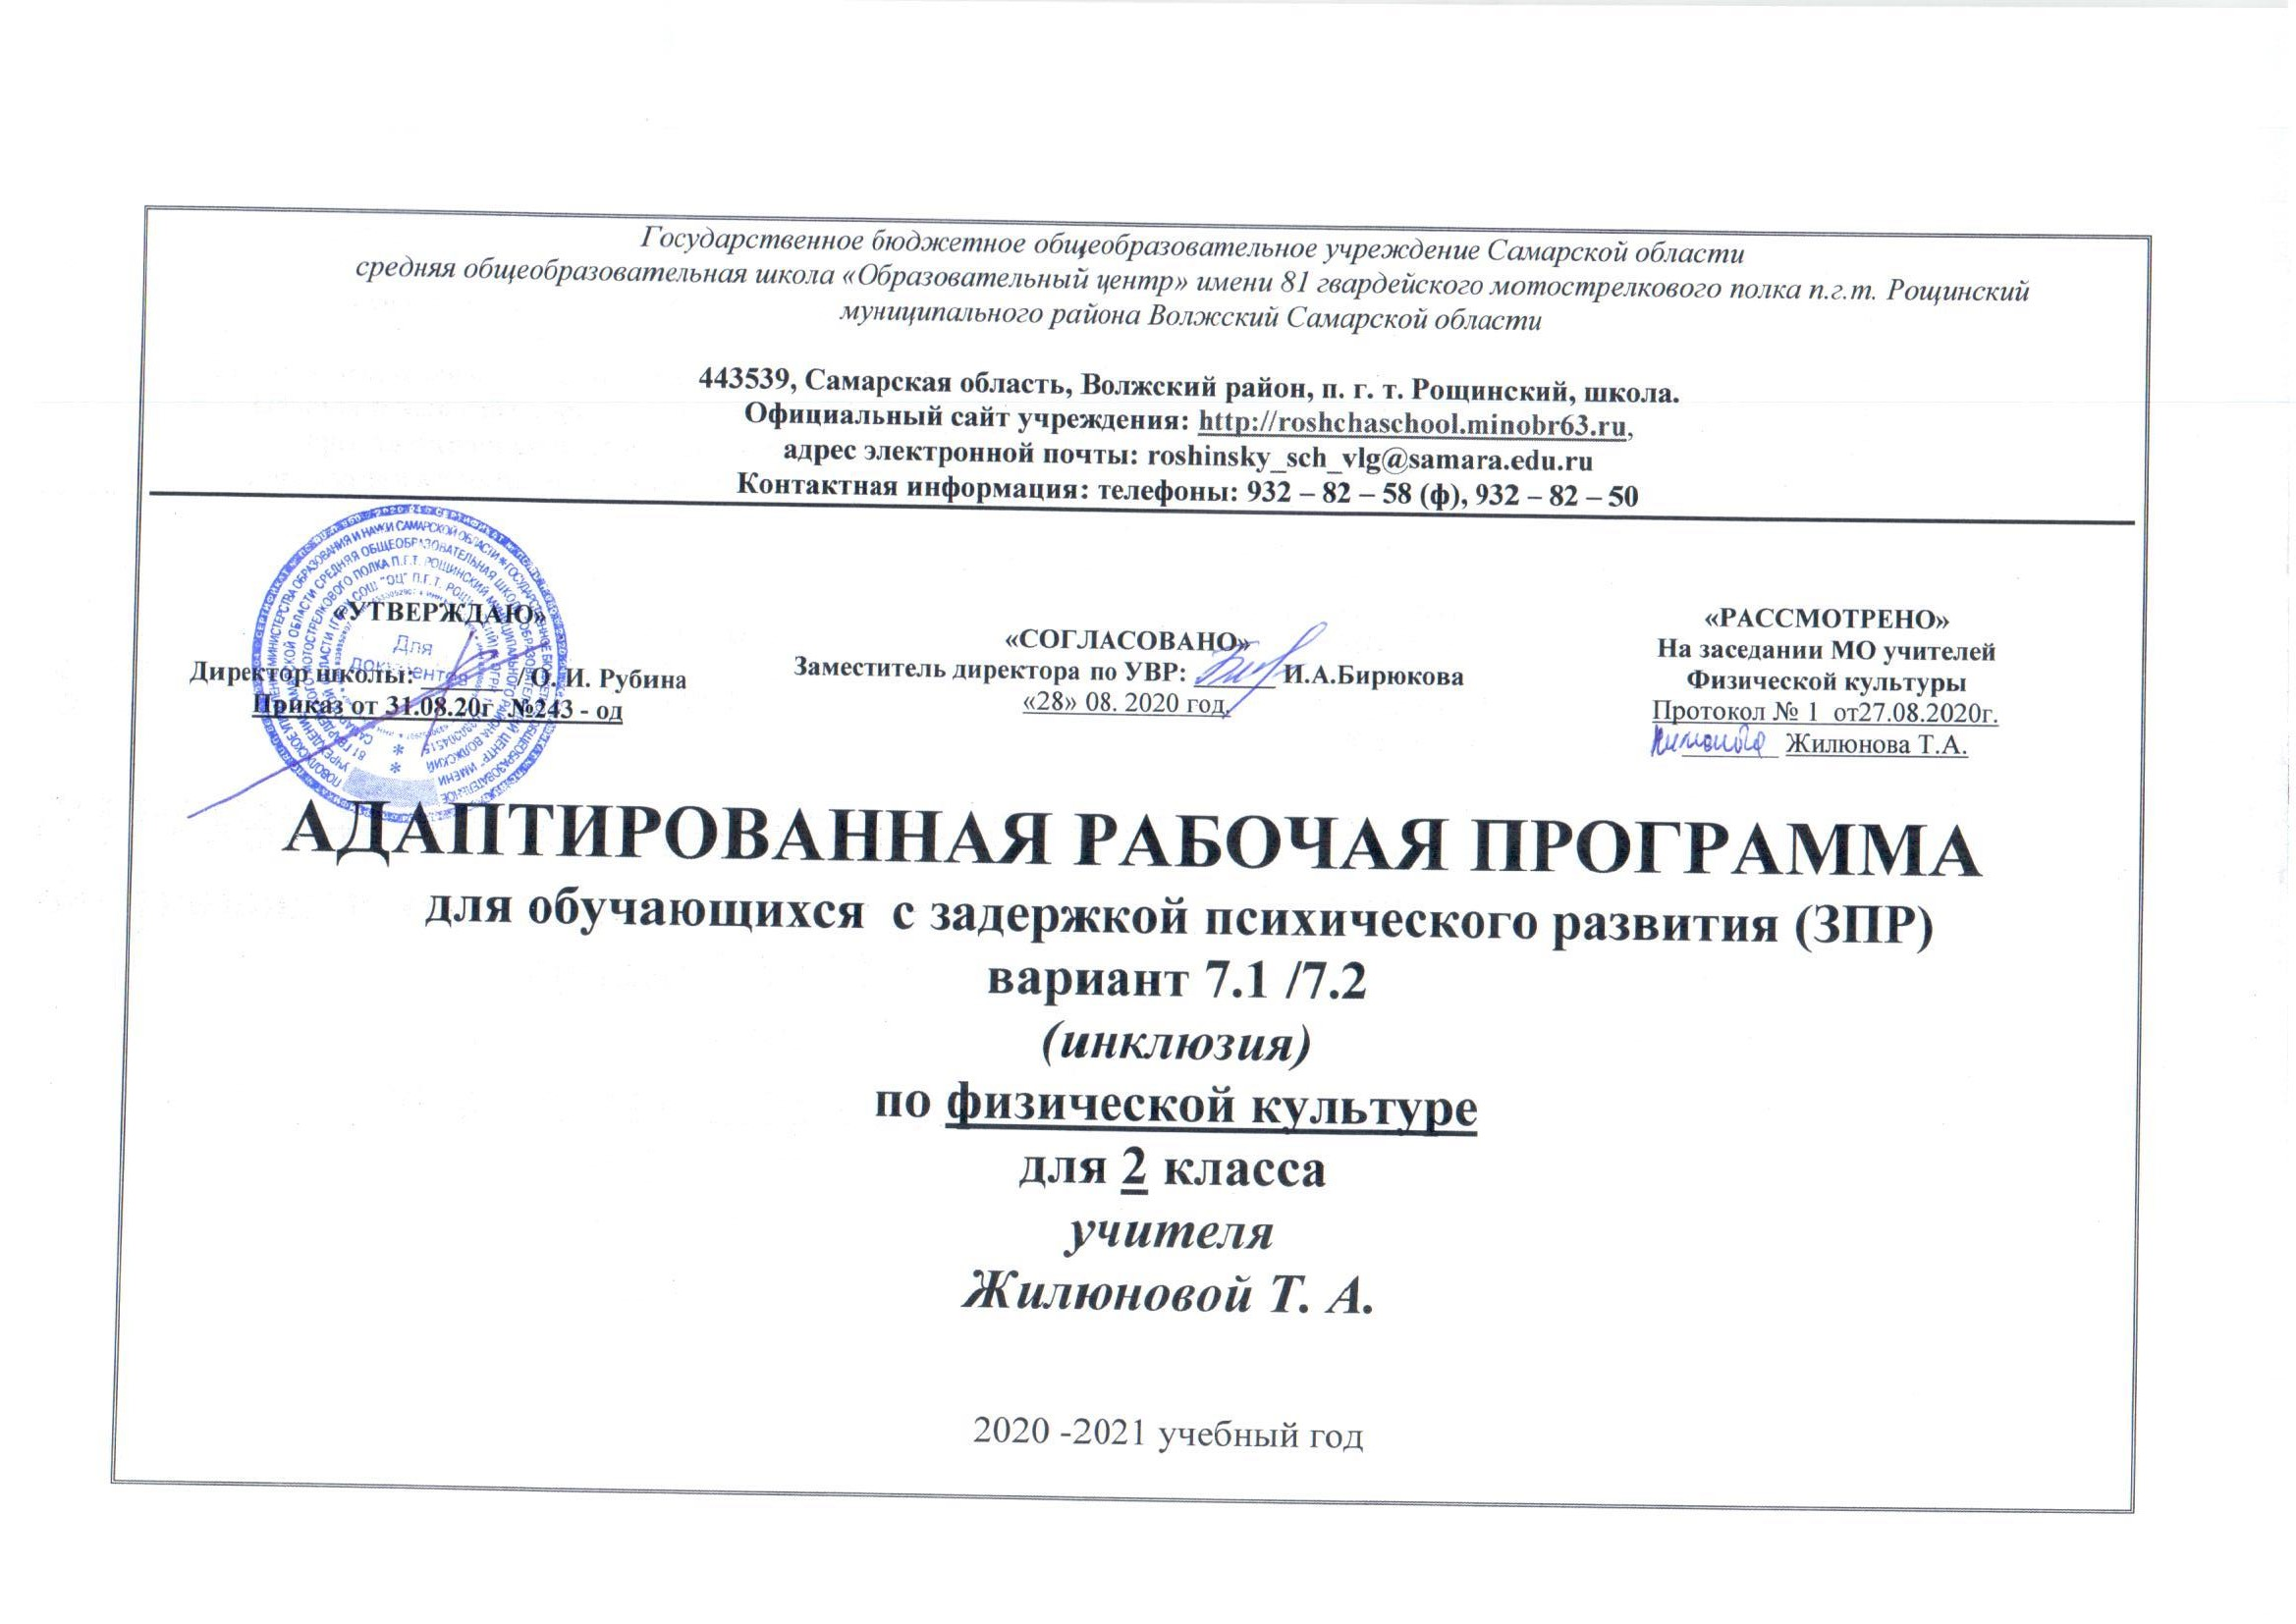 Государственное бюджетное общеобразовательное учреждение Самарской области
средняя общеобразовательная школа «Образовательный центр» имени 81 гвардейского мотострелкового полка п.г.т. Рощинский
муниципального района Волжский Самарской области
443539, Самарская область, Волжский район, п. г. т. Рощинский, школа.
Официальный сайт учреждения: http://roshchaschool.minobr63.ru,
адрес электронной почты: roshinsky_sch_vlg@samara.edu.ru
Контактная информация: телефоны: 932 – 82 – 58 (ф), 932 – 82 – 50
«УТВЕРЖДАЮ»
Директор школы: ________/ О. И. Рубина
Приказ от 31.08.20г. №243 - од
Для
документов
«СОГЛАСОВАНО»
Заместитель директора по УВР: ______ И.А.Бирюкова
«28» 08. 2020 год.
«РАССМОТРЕНО»
На заседании МО учителей
Физической культуры
Протокол № 1 от27.08.2020г.
________ Жилюнова Т.А.
АДАПТИРОВАННАЯ РАБОЧАЯ ПРОГРАММА
для обучающихся с задержкой психического развития (ЗПР)
вариант 7.1 /7.2
(инклюзия)
по физической культуре
для 2 класса
учителя
Жилюновой Т. А.
2020 -2021 учебный год